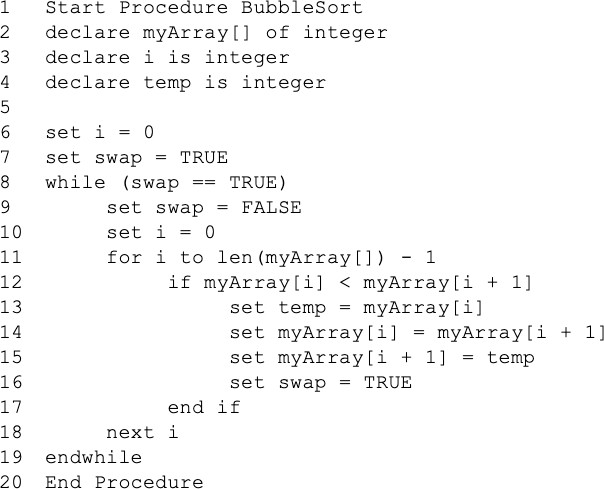 1 Start Procedure BubbleSort
2 declare myArray[] of integer
3 declare i is integer
4 declare temp is integer
5
6 set i = 0
7 set swap = TRUE
8 while (swap == TRUE)
9 set swap = FALSE
10 set i = 0
11 for i to len(myArray[]) - 1
12 if myArray[i] < myArray[i + 1]
13 set temp = myArray[i]
14 set myArray[i] = myArray[i + 1]
15 set myArray[i + 1] = temp
16 set swap = TRUE
17 end if
18 next i
19 endwhile
20 End Procedure